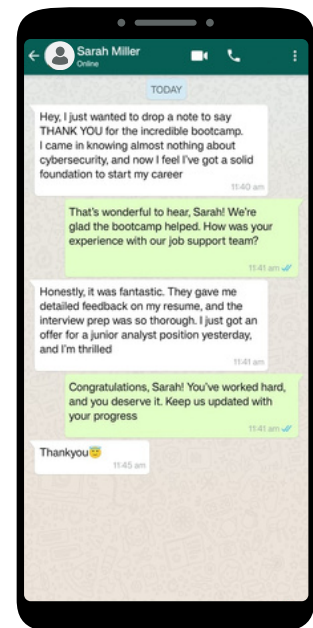 Sarah Miller
Online
TODAY
Hey, I just wanted to drop a note to say
THANK YOU for the incredible bootcamp.
I came in knowing almost nothing about
cybersecurity, and now I feel I've got a solid
foundation to start my career
11:40 am
That's wonderful to hear, Sarah! We're
glad the bootcamp helped. How was your
experience with our job support team?
11:41 am
Honestly, it was fantastic. They gave me
detailed feedback on my resume, and the
interview prep was so thorough. I just got an
offer for a junior analyst position yesterday,
and I'm thrilled
11:41 am
Congratulations, Sarah! You've worked hard,
and you deserve it. Keep us updated with
your progress
11:41 am
Thankyou😇
11:45 am